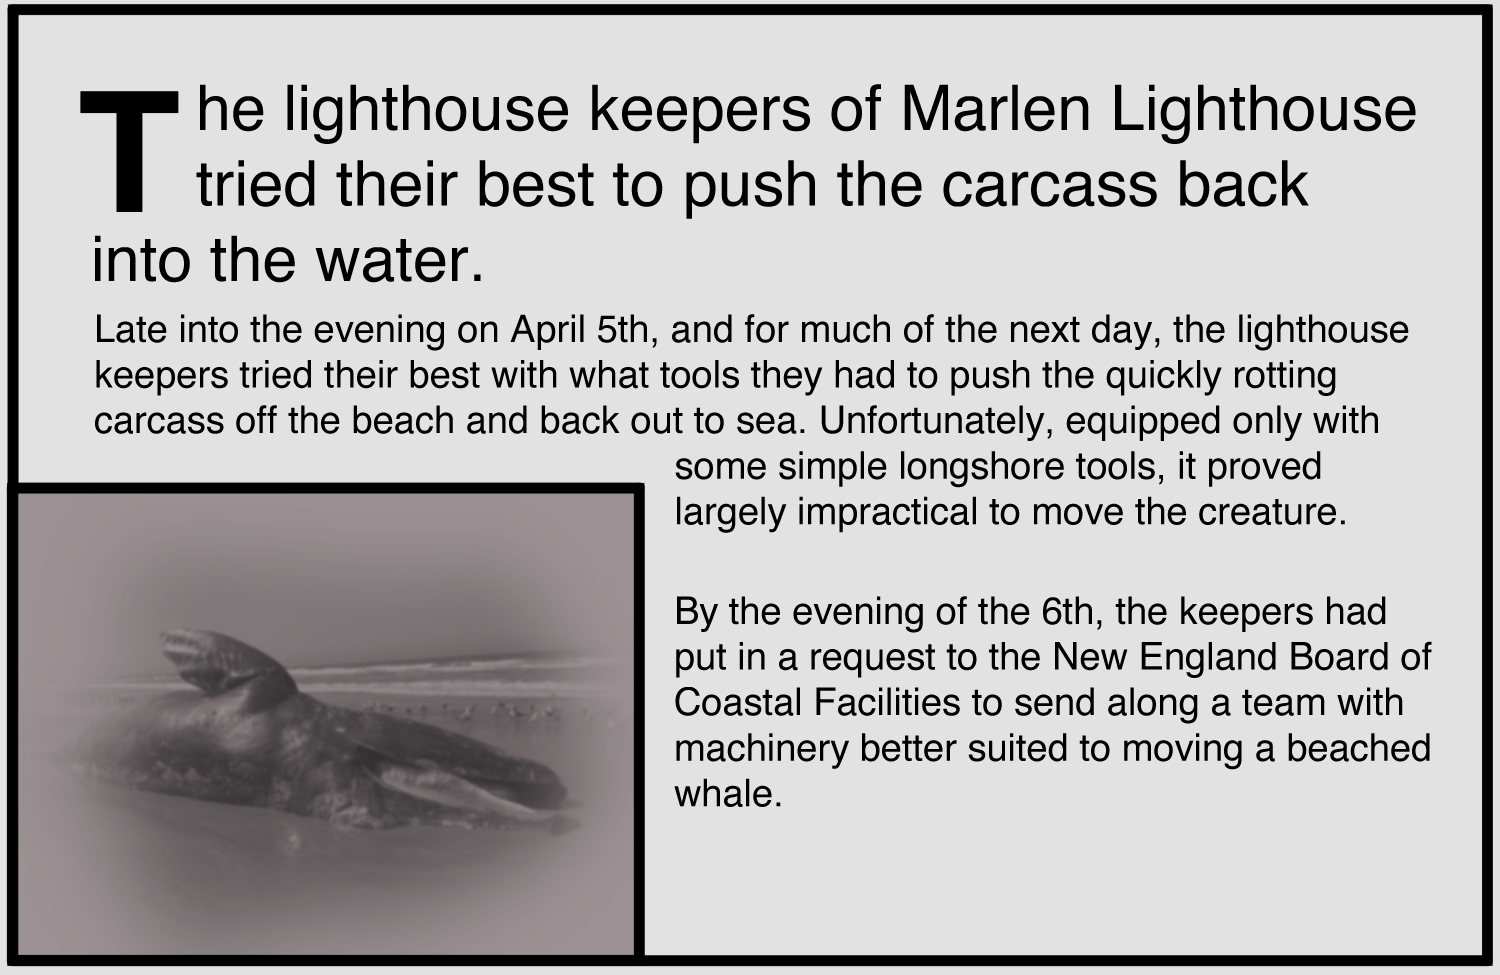 The lighthouse keepers of Marlen Lighthouse
tried their best to push the carcass back
into the water.
Late into the evening on April 5th, and for much of the next day, the lighthouse
keepers tried their best with what tools they had to push the quickly rotting
carcass off the beach and back out to sea. Unfortunately, equipped only with
some simple longshore tools, it proved
largely impractical to move the creature.
By the evening of the 6th, the keepers had
put in a request to the New England Board of
Coastal Facilities to send along a team with
machinery better suited to moving a beached
whale.